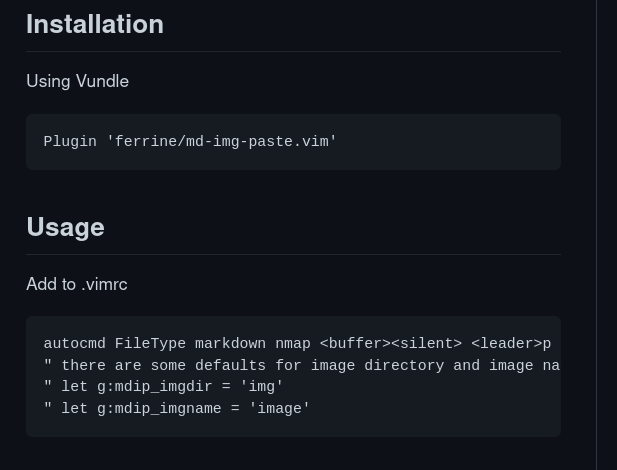 Installation
Using Vundle
Plugin 'ferrine/md-img-paste.vim'
Usage
Add to .vimrc
autocmd FileType markdown nmap <buffer><silent> <leader>p
" there are some defaults for image directory and image na
" let g:mdip_imgdir = 'img'
" let g:mdip_imgname = 'image'